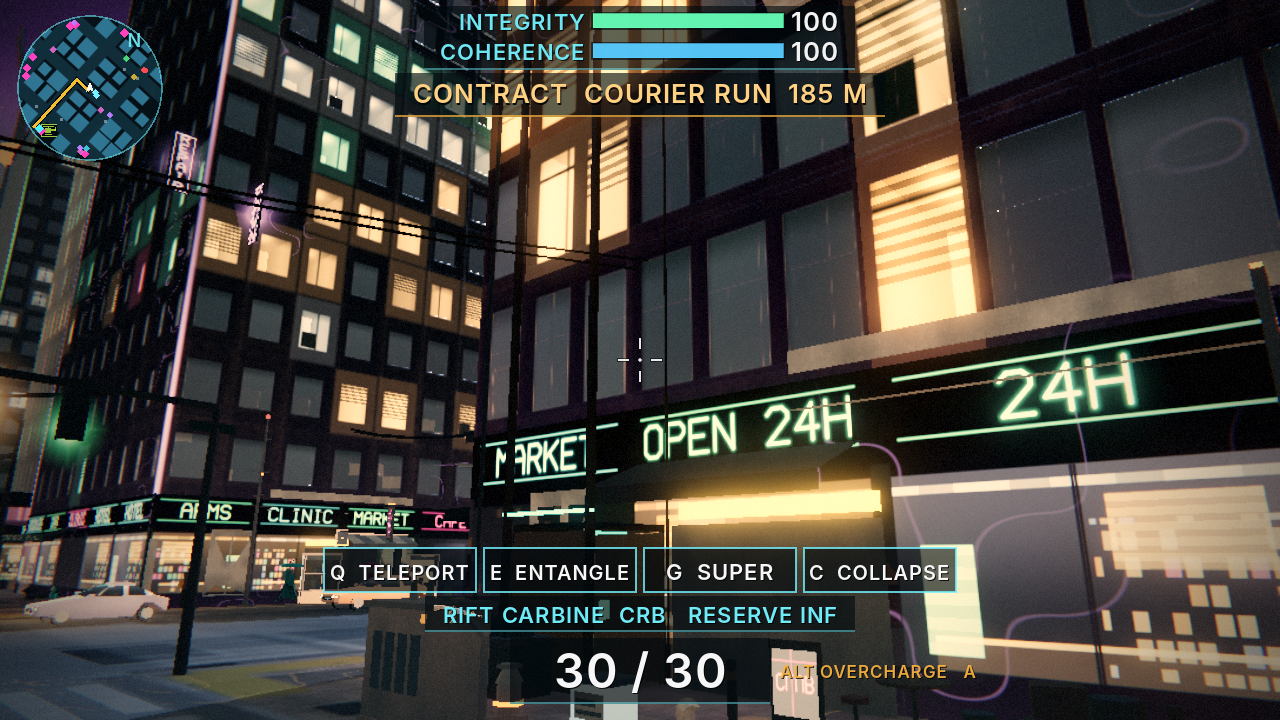 INTEGRITY 100
COHERENCE 100
CONTRACT COURIER RUN 185 M
N
MARKET OPEN 24H 24H
ARMS CLINIC MARKET
Q TELEPORT E ENTANGLE G SUPER C COLLAPSE
RIFT CARBINE CRB RESERVE INF
30 / 30
ALT OVERCHARGE A